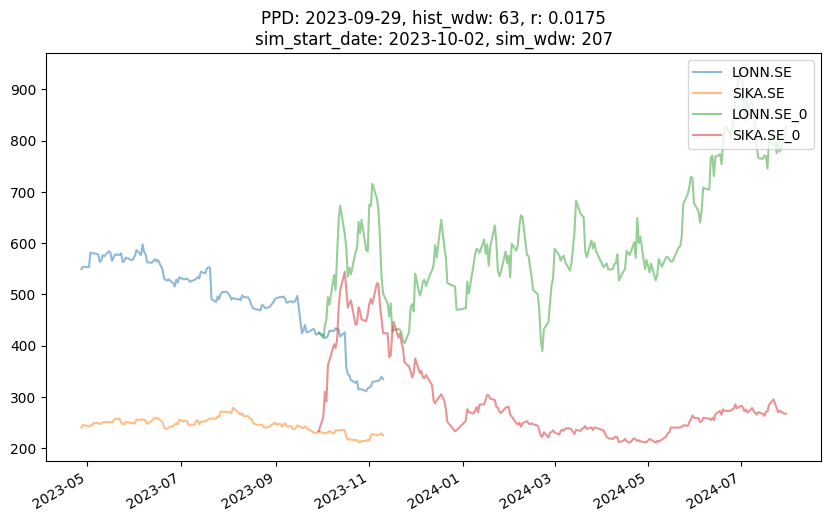 PPD: 2023-09-29, hist_wdw: 63, r: 0.0175
sim_start_date: 2023-10-02, sim_wdw: 207
LONN.SE
SIKA.SE
LONN.SE_0
SIKA.SE_0
900
800
700
600
500
400
300
200
2023-05
2023-07
2023-09
2023-11
2024-01
2024-03
2024-05
2024-07